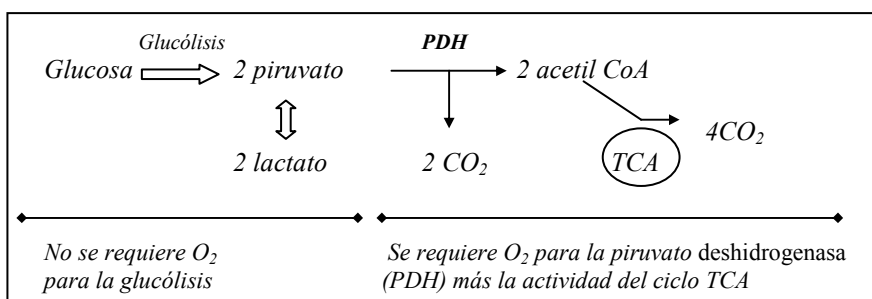 Glucólisis
PDH
Glucosa
2 piruvato
2 acetil CoA
4CO₂
2 lactato
2 CO₂
TCA
No se requiere O₂
para la glucólisis
Se requiere O₂ para la piruvato deshidrogenasa
(PDH) más la actividad del ciclo TCA